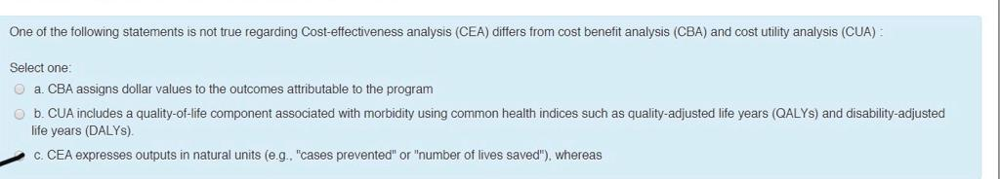 One of the following statements is not true regarding Cost-effectiveness analysis (CEA) differs from cost benefit analysis (CBA) and cost utility analysis (CUA) :
Select one:
a. CBA assigns dollar values to the outcomes attributable to the program
b. CUA includes a quality-of-life component associated with morbidity using common health indices such as quality-adjusted life years (QALYs) and disability-adjusted
life years (DALYs).
c. CEA expresses outputs in natural units (e.g., "cases prevented" or "number of lives saved"), whereas